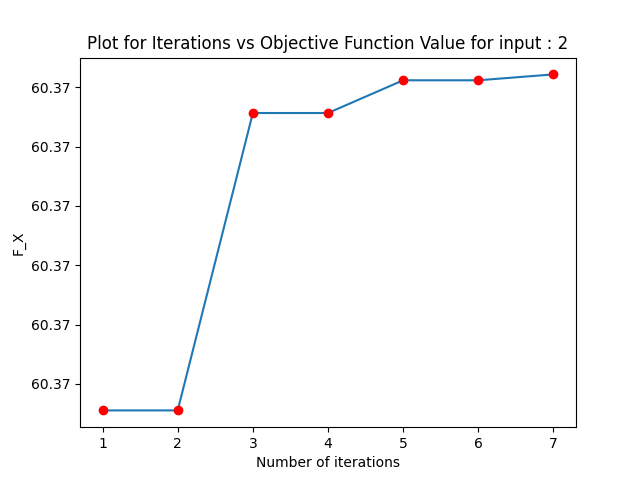 Plot for Iterations vs Objective Function Value for input : 2
60.37
60.37
60.37
60.37
60.37
60.37
F_X
1 2 3 4 5 6 7
Number of iterations